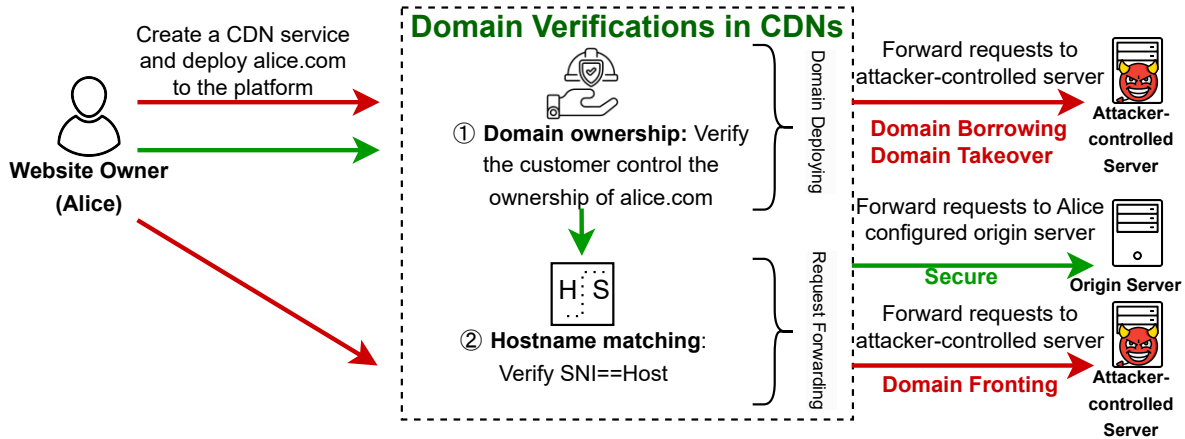 Domain Verifications in CDNs
Create a CDN service
and deploy alice.com
to the platform
Website Owner
(Alice)
① Domain ownership: Verify
the customer control the
ownership of alice.com
Domain Deploying
H S
② Hostname matching:
Verify SNI==Host
Request Forwarding
Forward requests to
attacker-controlled server
Domain Borrowing
Domain Takeover
Attacker-
controlled
Server
Forward requests to Alice
configured origin server
Secure
Origin Server
Forward requests to
attacker-controlled server
Domain Fronting
Attacker-
controlled
Server